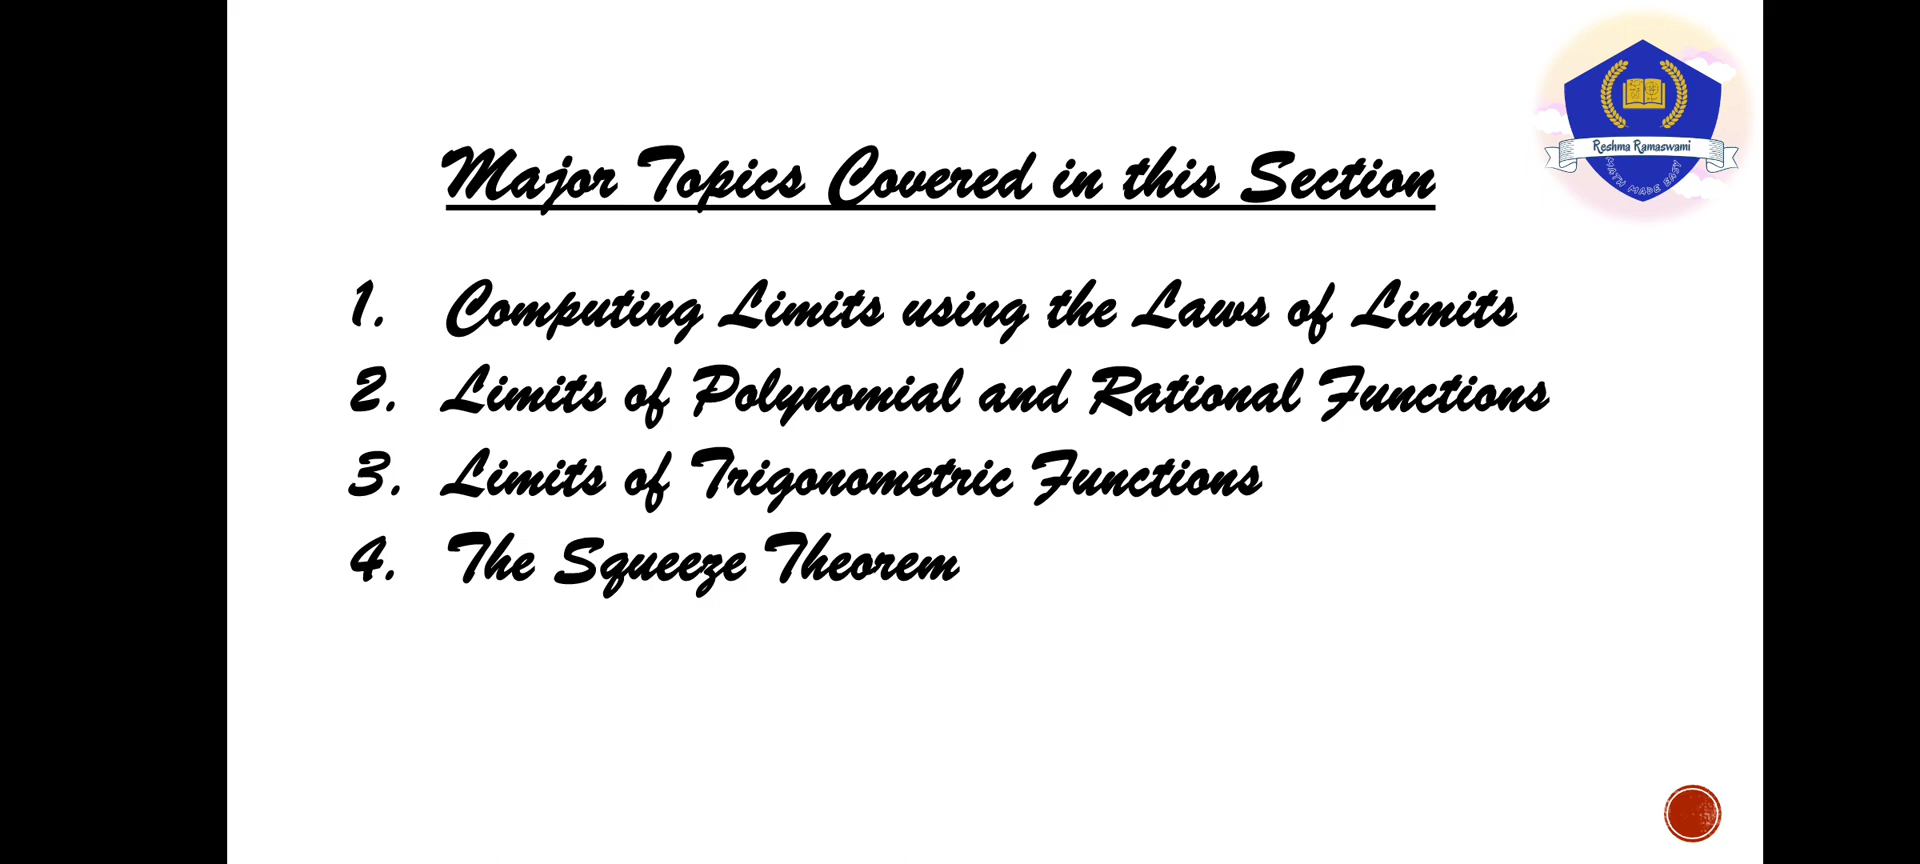 Reshma Ramaswami
MATH MADE EASY
Major Topics Covered in this Section
1. Computing Limits using the Laws of Limits
2. Limits of Polynomial and Rational Functions
3. Limits of Trigonometric Functions
4. The Squeeze Theorem